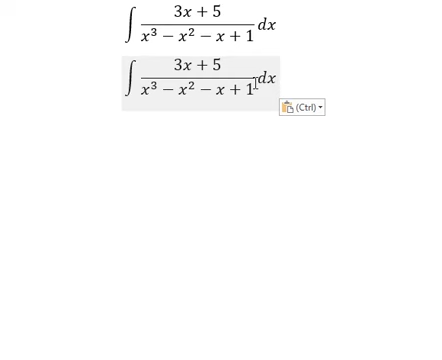 ∫ (3x + 5)/(x³ − x² − x + 1) dx
∫ (3x + 5)/(x³ − x² − x + 1) dx
(Ctrl)